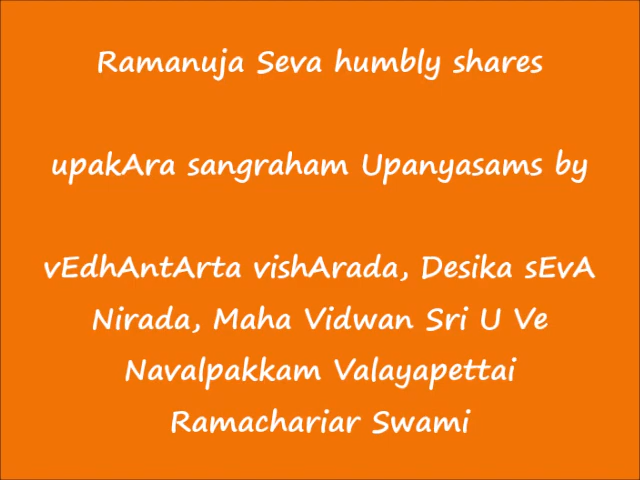 Ramanuja Seva humbly shares
upakAra sangraham Upanyasams by
vEdhAntArta vishArada, Desika sEvA
Nirada, Maha Vidwan Sri U Ve
Navalpakkam Valayapettai
Ramachariar Swami